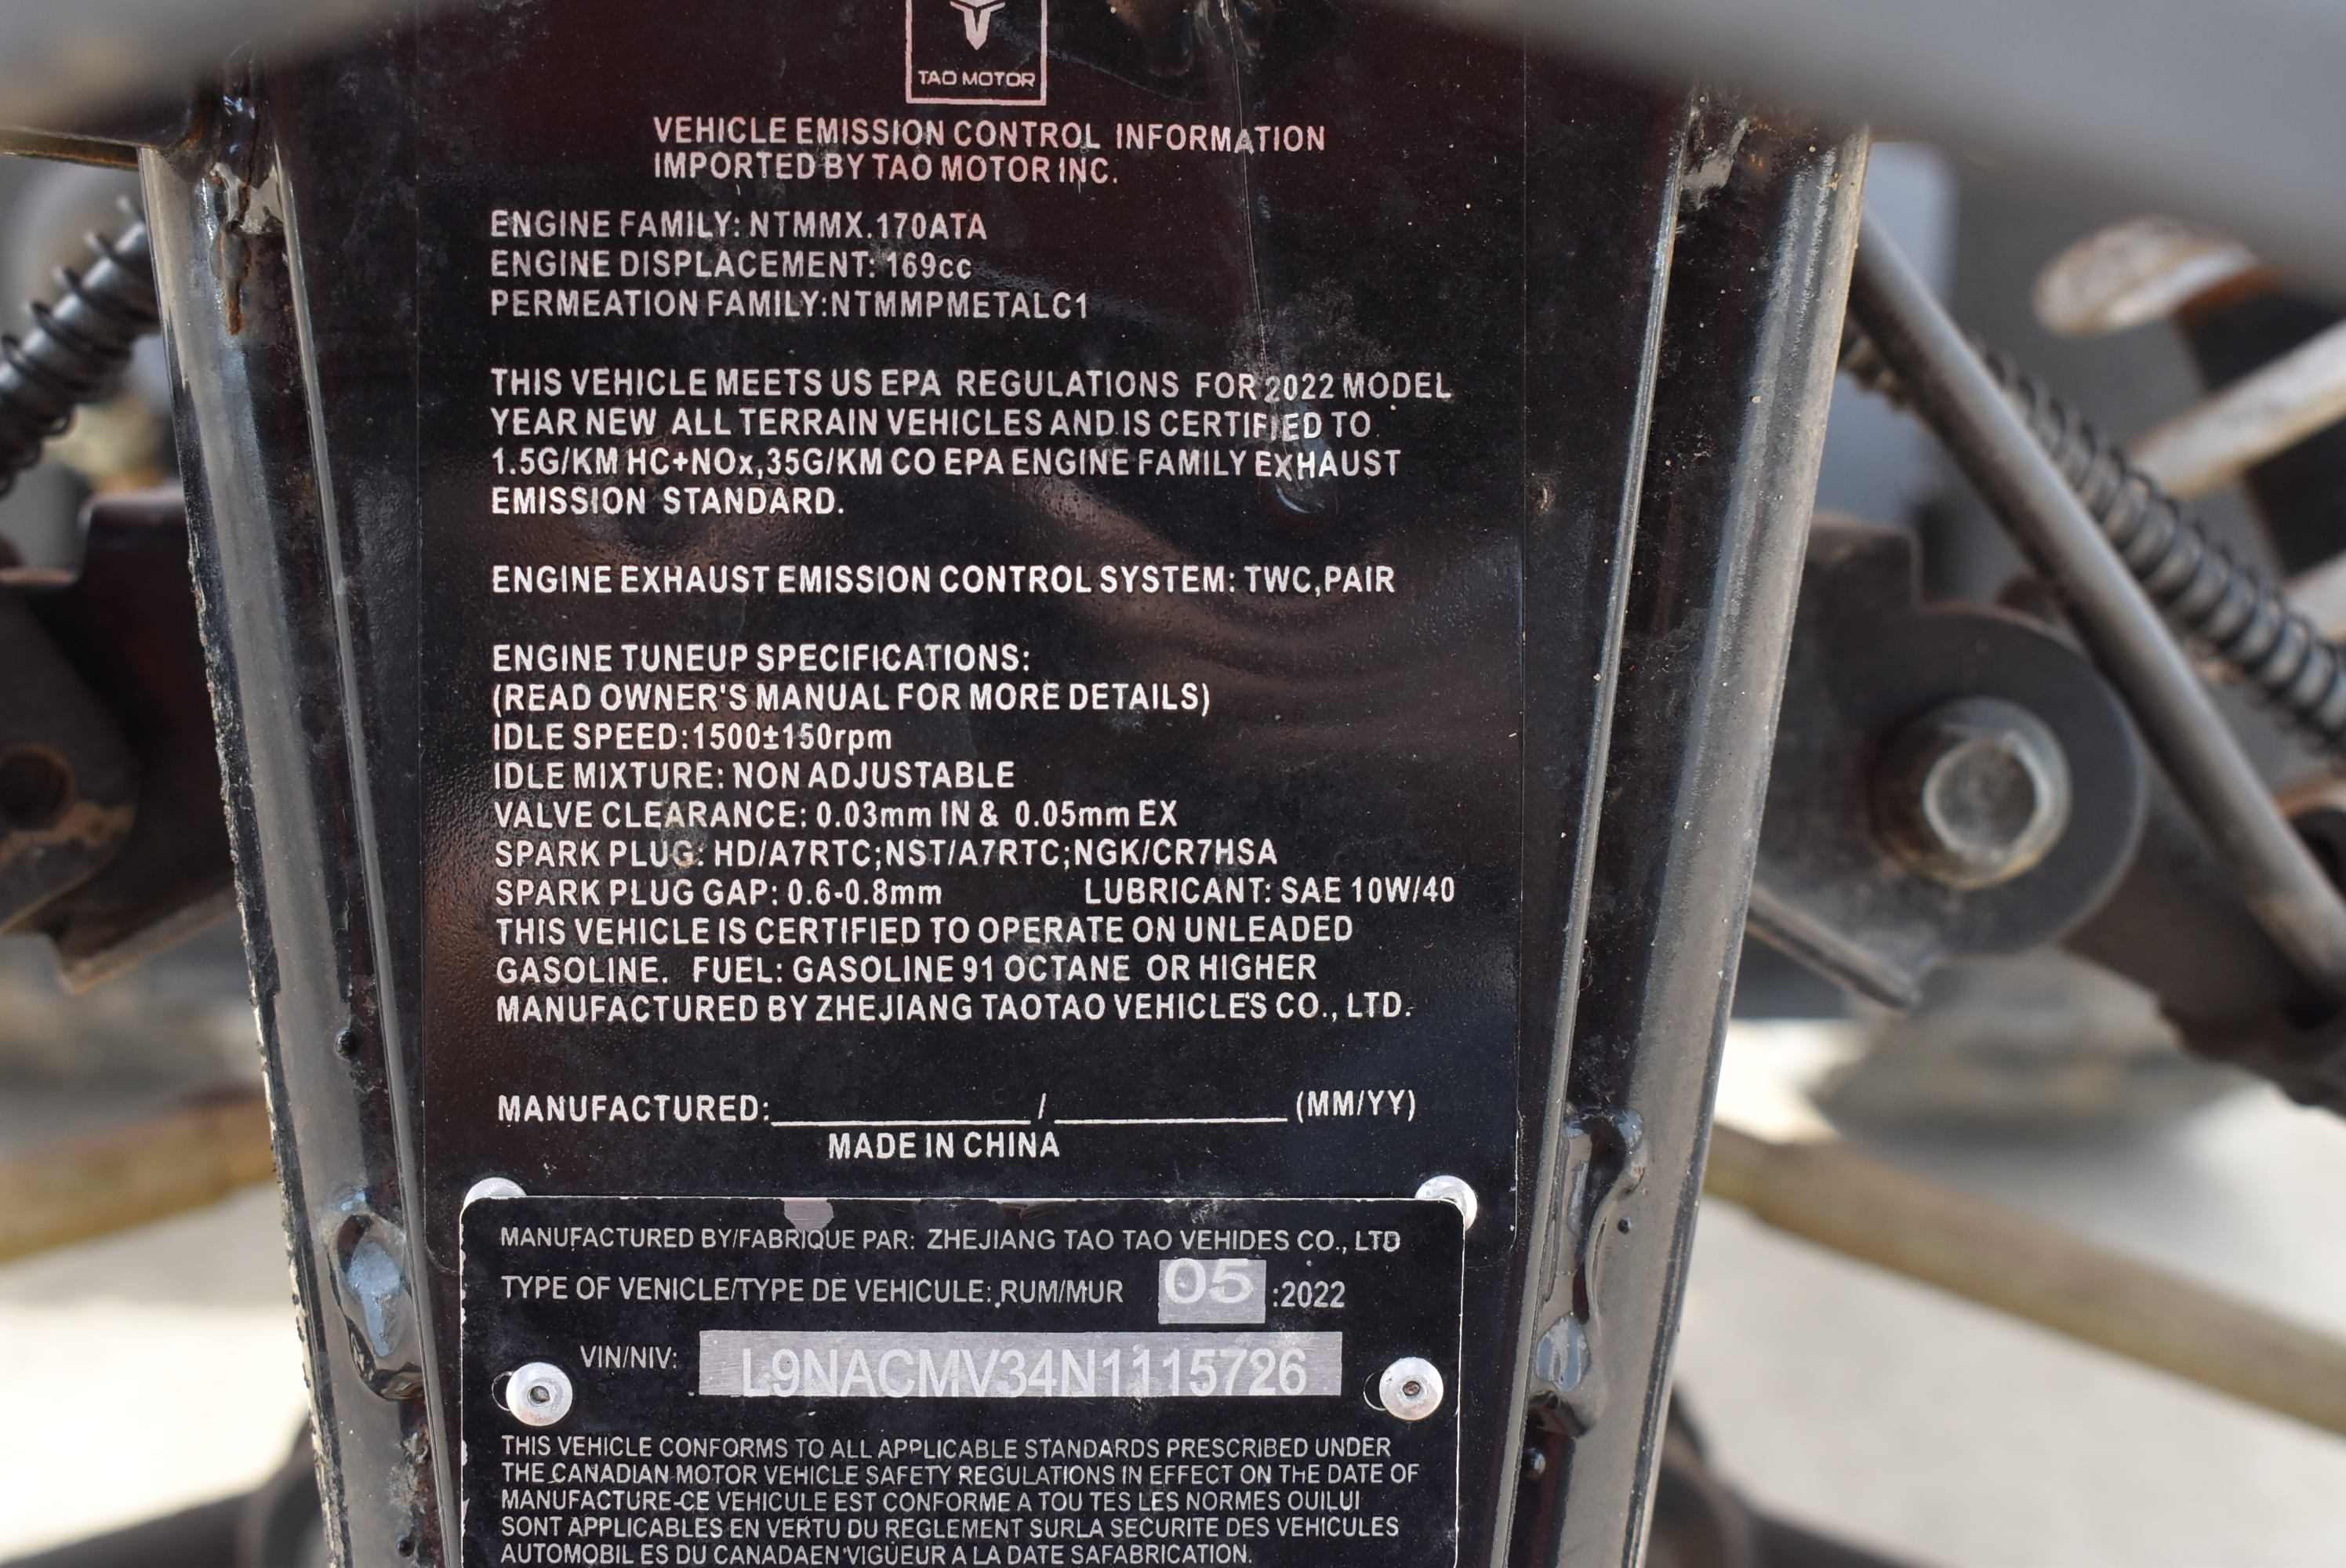 TAO MOTOR
VEHICLE EMISSION CONTROL INFORMATION
IMPORTED BY TAO MOTOR INC.
ENGINE FAMILY: NTMMX.170ATA
ENGINE DISPLACEMENT: 169cc
PERMEATION FAMILY:NTMMPMETALC1
THIS VEHICLE MEETS US EPA REGULATIONS FOR 2022 MODEL
YEAR NEW ALL TERRAIN VEHICLES AND IS CERTIFIED TO
1.5G/KM HC+NOx,35G/KM CO EPA ENGINE FAMILY EXHAUST
EMISSION STANDARD.
ENGINE EXHAUST EMISSION CONTROL SYSTEM: TWC,PAIR
ENGINE TUNEUP SPECIFICATIONS:
(READ OWNER'S MANUAL FOR MORE DETAILS)
IDLE SPEED:1500±150rpm
IDLE MIXTURE: NON ADJUSTABLE
VALVE CLEARANCE: 0.03mm IN & 0.05mm EX
SPARK PLUG: HD/A7RTC;NST/A7RTC;NGK/CR7HSA
SPARK PLUG GAP: 0.6-0.8mm LUBRICANT: SAE 10W/40
THIS VEHICLE IS CERTIFIED TO OPERATE ON UNLEADED
GASOLINE. FUEL: GASOLINE 91 OCTANE OR HIGHER
MANUFACTURED BY ZHEJIANG TAOTAO VEHICLES CO., LTD.
MANUFACTURED:____________/____________(MM/YY)
MADE IN CHINA
MANUFACTURED BY/FABRIQUE PAR: ZHEJIANG TAO TAO VEHIDES CO., LTD
TYPE OF VENICLE/TYPE DE VEHICULE: RUM/MUR 05 :2022
VIN/NIV: L9NACMV34N1115726
THIS VEHICLE CONFORMS TO ALL APPLICABLE STANDARDS PRESCRIBED UNDER
THE CANADIAN MOTOR VEHICLE SAFETY REGULATIONS IN EFFECT ON THE DATE OF
MANUFACTURE-CE VEHICULE EST CONFORME A TOU TES LES NORMES OUILUI
SONT APPLICABLES EN VERTU DU REGLEMENT SURLA SECURITE DES VEHICULES
AUTOMOBIL ES DU CANADAEN VIGUEUR A LA DATE SAFABRICATION.